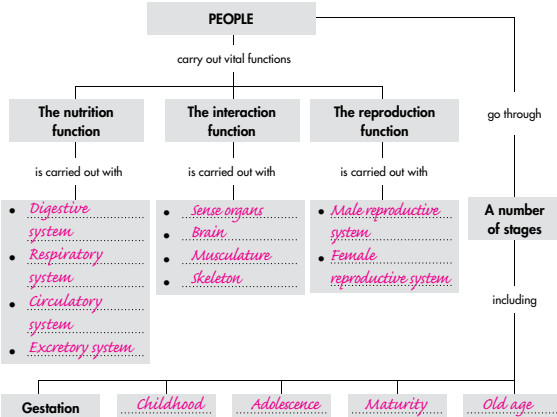 PEOPLE
carry out vital functions
The nutrition
function
The interaction
function
The reproduction
function
go through
is carried out with
is carried out with
is carried out with
• Digestive
system
• Respiratory
system
• Circulatory
system
• Excretory system
• Sense organs
• Brain
• Musculature
• Skeleton
• Male reproductive
system
• Female
reproductive system
A number
of stages
including
Gestation
Childhood
Adolescence
Maturity
Old age